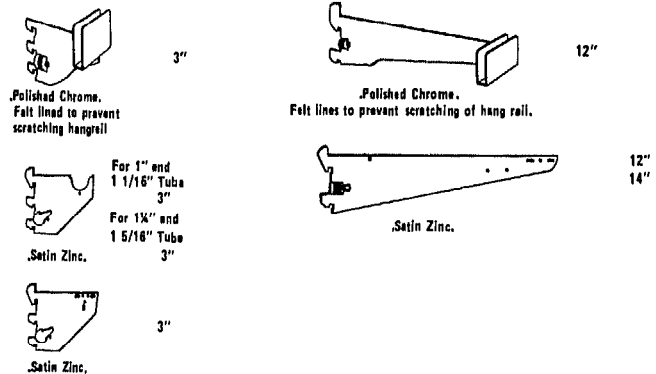 3"
.Polished Chrome.
Felt lined to prevent
scratching hangrail
For 1" and
1 1/16" Tube
3"
For 1¼" and
1 5/16" Tube
3"
.Satin Zinc.
3"
.Satin Zinc.
12"
.Polished Chrome.
Felt lines to prevent scratching of hang rail.
12"
14"
.Satin Zinc.